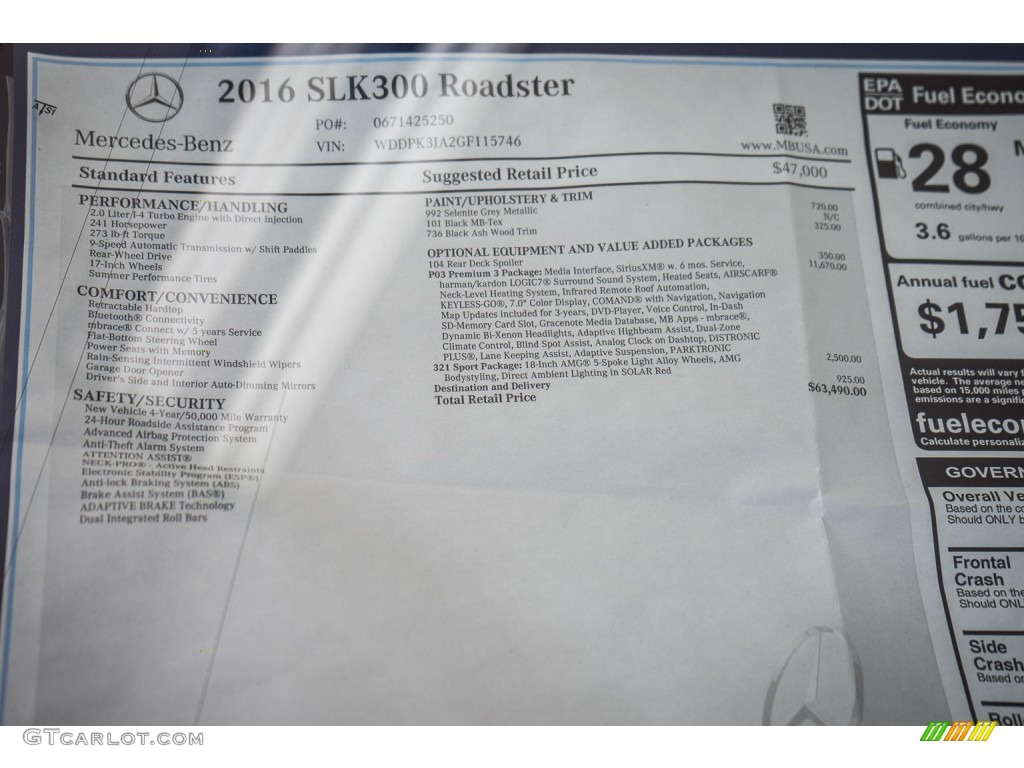 2016 SLK300 Roadster
PO#: 0671425250
VIN: WDDPK3JA2GF115746
Mercedes-Benz
www.MBUSA.com
Standard Features
Suggested Retail Price
$47,000
PERFORMANCE/HANDLING
2.0 Liter/I-4 Turbo Engine with Direct Injection
241 Horsepower
273 lb-ft Torque
9-Speed Automatic Transmission w/ Shift Paddles
Rear-Wheel Drive
17-Inch Wheels
Summer Performance Tires
COMFORT/CONVENIENCE
Retractable Hardtop
Bluetooth® Connectivity
mbrace® Connect w/ 5 years Service
Flat-Bottom Steering Wheel
Power Seats with Memory
Rain-Sensing Intermittent Windshield Wipers
Garage Door Opener
Driver's Side and Interior Auto-Dimming Mirrors
SAFETY/SECURITY
New Vehicle 4-Year/50,000 Mile Warranty
24-Hour Roadside Assistance Program
Advanced Airbag Protection System
Anti-Theft Alarm System
ATTENTION ASSIST®
NECK-PRO® - Active Head Restraints
Electronic Stability Program (ESP®)
Anti-lock Braking System (ABS)
Brake Assist System (BAS®)
ADAPTIVE BRAKE Technology
Dual Integrated Roll Bars
PAINT/UPHOLSTERY & TRIM
992 Selenite Grey Metallic 720.00
101 Black MB-Tex N/C
736 Black Ash Wood Trim 325.00
OPTIONAL EQUIPMENT AND VALUE ADDED PACKAGES
104 Rear Deck Spoiler 350.00
P03 Premium 3 Package: Media Interface, SiriusXM® w. 6 mos. Service, 11,670.00
harman/kardon LOGIC7® Surround Sound System, Heated Seats, AIRSCARF®
Neck-Level Heating System, Infrared Remote Roof Automation,
KEYLESS-GO®, 7.0" Color Display, COMAND® with Navigation, Navigation
Map Updates Included for 3-years, DVD-Player, Voice Control, In-Dash
SD-Memory Card Slot, Gracenote Media Database, MB Apps - mbrace®,
Dynamic Bi-Xenon Headlights, Adaptive Highbeam Assist, Dual-Zone
Climate Control, Blind Spot Assist, Analog Clock on Dashtop, DISTRONIC
PLUS®, Lane Keeping Assist, Adaptive Suspension, PARKTRONIC
321 Sport Package: 18-Inch AMG® 5-Spoke Light Alloy Wheels, AMG 2,500.00
Bodystyling, Direct Ambient Lighting in SOLAR Red
Destination and Delivery 925.00
Total Retail Price $63,490.00
EPA
DOT
Fuel Econo
Fuel Economy
28
combined city/hwy
3.6 gallons per 10
Annual fuel CO
$1,75
Actual results will vary f
vehicle. The average ne
based on 15,000 miles
emissions are a signific
fuelecon
Calculate personaliz
GOVERN
Overall Ve
Based on the co
Should ONLY b
Frontal
Crash
Based on the
Should ONL
Side
Crash
Based o
Roll
GTCARLOT.COM